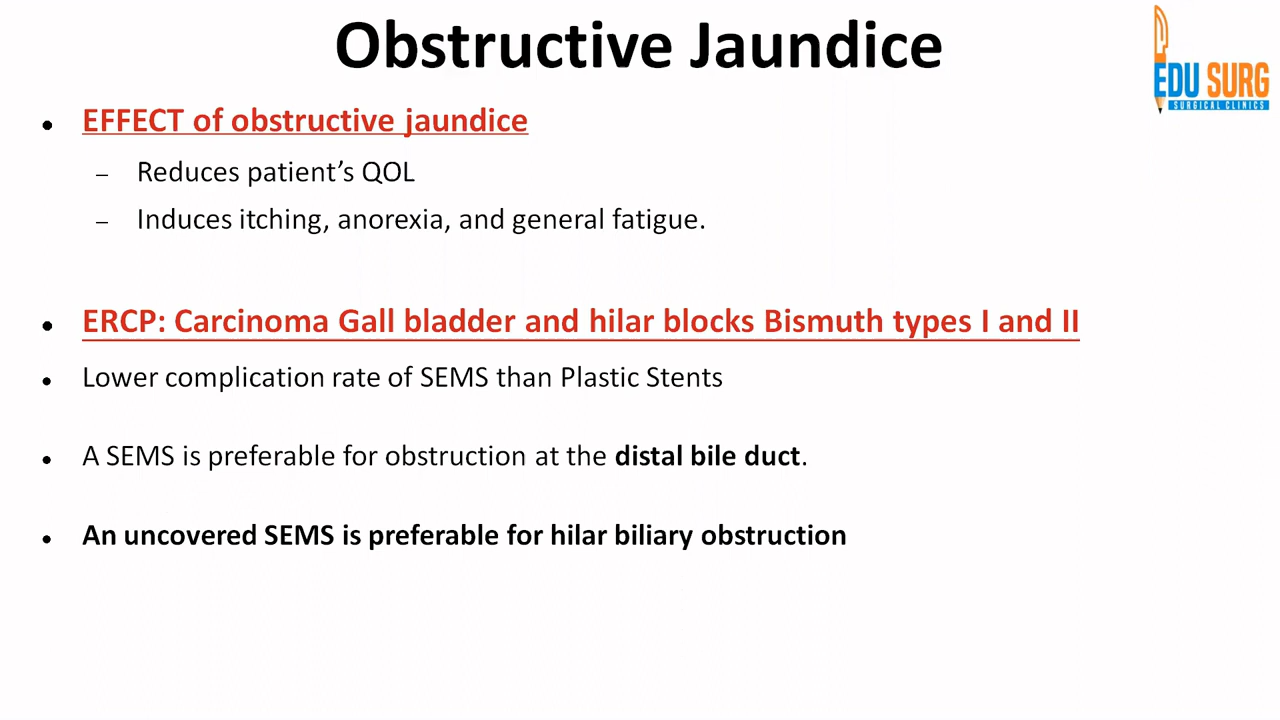 Obstructive Jaundice
EDU SURG
SURGICAL CLINICS
• EFFECT of obstructive jaundice
– Reduces patient’s QOL
– Induces itching, anorexia, and general fatigue.
• ERCP: Carcinoma Gall bladder and hilar blocks Bismuth types I and II
• Lower complication rate of SEMS than Plastic Stents
• A SEMS is preferable for obstruction at the distal bile duct.
• An uncovered SEMS is preferable for hilar biliary obstruction